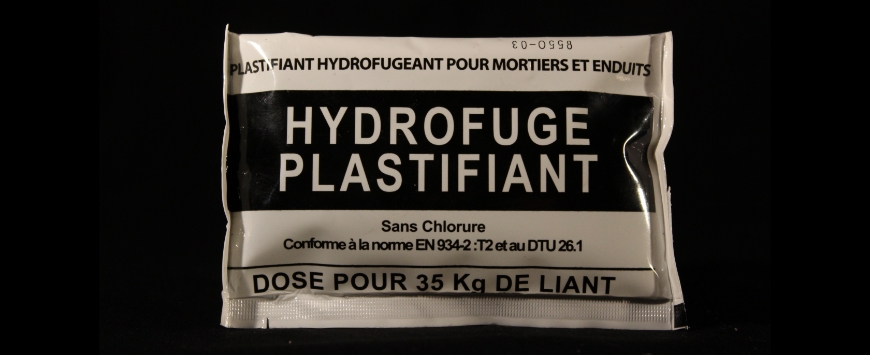 8550-03
PLASTIFIANT HYDROFUGEANT POUR MORTIERS ET ENDUITS
HYDROFUGE
PLASTIFIANT
Sans Chlorure
Conforme à la norme EN 934-2 :T2 et au DTU 26.1
DOSE POUR 35 Kg DE LIANT